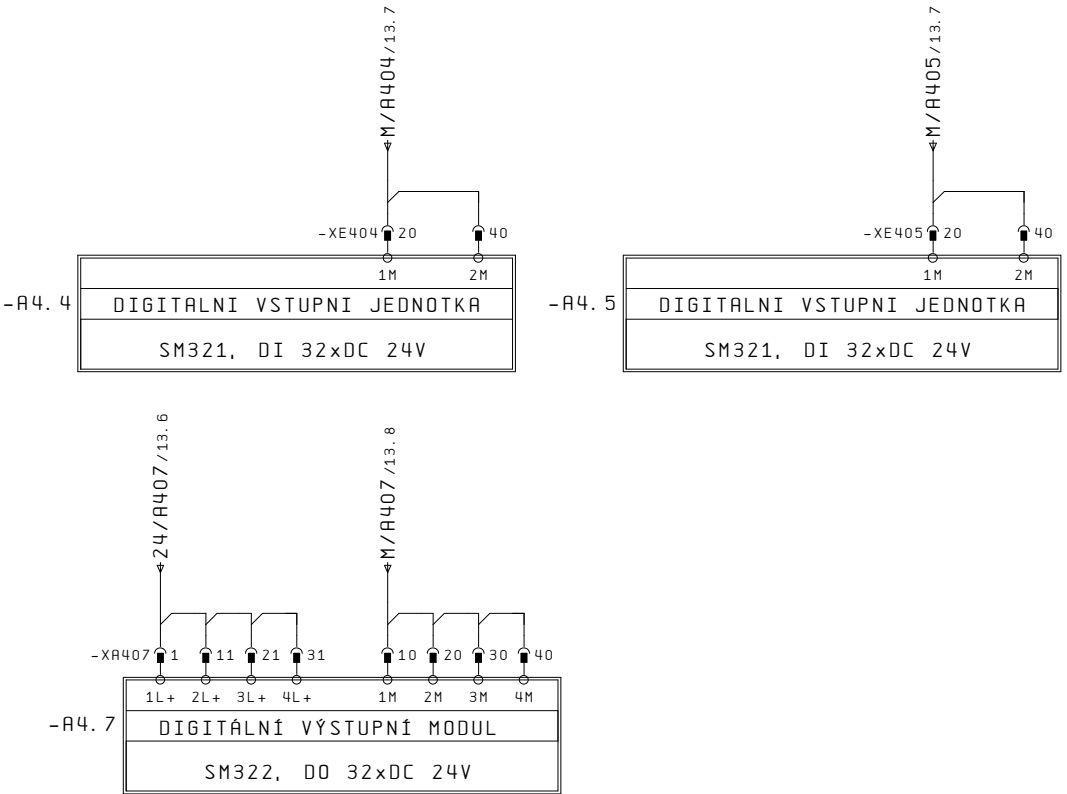 M/A404/13.7
M/A405/13.7
-XE404 20 40
-XE405 20 40
1M 2M
1M 2M
-A4.4 DIGITALNI VSTUPNI JEDNOTKA
-A4.5 DIGITALNI VSTUPNI JEDNOTKA
SM321, DI 32xDC 24V
SM321, DI 32xDC 24V
24/A407/13.6
M/A407/13.8
-XA407 1 11 21 31 10 20 30 40
1L+ 2L+ 3L+ 4L+ 1M 2M 3M 4M
-A4.7 DIGITÁLNÍ VÝSTUPNÍ MODUL
SM322, DO 32xDC 24V